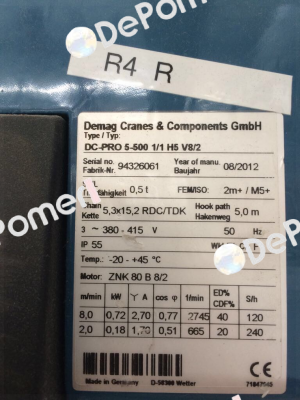 DePom
R4 R
Demag Cranes & Components GmbH
Type / Typ:
DC-PRO 5-500 1/1 H5 V8/2
Serial no. 94326061 Year of manu. 08/2012
Fabrik-Nr. Baujahr
0,5 t FEM/ISO: 2m+ / M5+
Chain 5,3x15,2 RDC/TDK Hook path 5,0 m
Kette Hakenweg
3 ~ 380 - 415 V 50 Hz
IP 55
Temp.: -20 - +45 °C
Motor: ZNK 80 B 8/2
m/min kW Y A cos φ 1/min ED% CDF% S/h
8,0 0,72 2,70 0,77 2745 40 120
2,0 0,18 1,70 0,51 665 20 240
CE
Made in Germany D-58300 Wetter